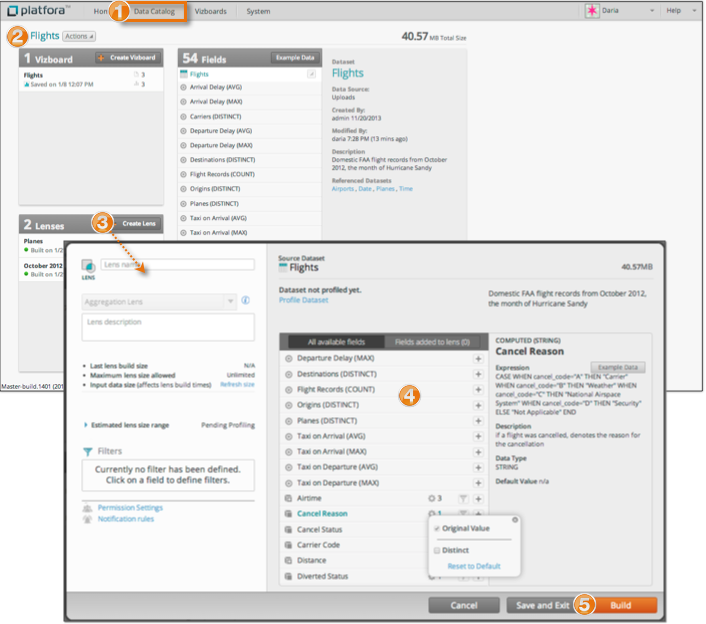 platfora™
Hon
1
Data Catalog
Vizboards
System
Daria
Help
2
Flights
Actions
40.57 MB Total Size
1 Vizboard
Create Vizboard
Flights
3
Saved on 1/8 12:07 PM
3
54 Fields
Example Data
Flights
Arrival Delay (AVG)
Arrival Delay (MAX)
Carriers (DISTINCT)
Departure Delay (AVG)
Departure Delay (MAX)
Destinations (DISTINCT)
Flight Records (COUNT)
Origins (DISTINCT)
Planes (DISTINCT)
Taxi on Arrival (AVG)
Taxi on Arrival (MAX)
Dataset
Flights
Data Source:
Uploads
Created By:
admin 11/20/2013
Modified By:
daria 7:28 PM (13 mins ago)
Description
Domestic FAA flight records from October
2012, the month of Hurricane Sandy
Referenced Datasets
Airports , Date , Planes , Time
2 Lenses
3
Create Lens
Planes
Built on 1/2
October 2012
Built on 1/2
Master-build.1401 (201
LENS
Lens name
Aggregation Lens
Lens description
• Last lens build size
N/A
• Maximum lens size allowed
Unlimited
• Input data size (affects lens build times)
Refresh size
Estimated lens size range
Pending Profiling
Filters
Currently no filter has been defined.
Click on a field to define filters.
Permission Settings
Notification rules
Source Dataset
Flights
40.57MB
Dataset not profiled yet.
Profile Dataset
Domestic FAA flight records from October 2012,
the month of Hurricane Sandy
All available fields
Fields added to lens (0)
Departure Delay (MAX)
Destinations (DISTINCT)
Flight Records (COUNT)
4
Origins (DISTINCT)
Planes (DISTINCT)
Taxi on Arrival (AVG)
Taxi on Arrival (MAX)
Taxi on Departure (AVG)
Taxi on Departure (MAX)
Airtime
3
Cancel Reason
1
Cancel Status
Carrier Code
Distance
Diverted Status
Original Value
Distinct
Reset to Default
COMPUTED (STRING)
Cancel Reason
Expression
Example Data
CASE WHEN cancel_code="A" THEN "Carrier"
WHEN cancel_code="B" THEN "Weather" WHEN
cancel_code="C" THEN "National Airspace
System" WHEN cancel_code="D" THEN "Security"
ELSE "Not Applicable" END
Description
if a flight was cancelled, denotes the reason for
the cancellation
Data Type
STRING
Default Value n/a
Cancel
Save and Exit
5
Build